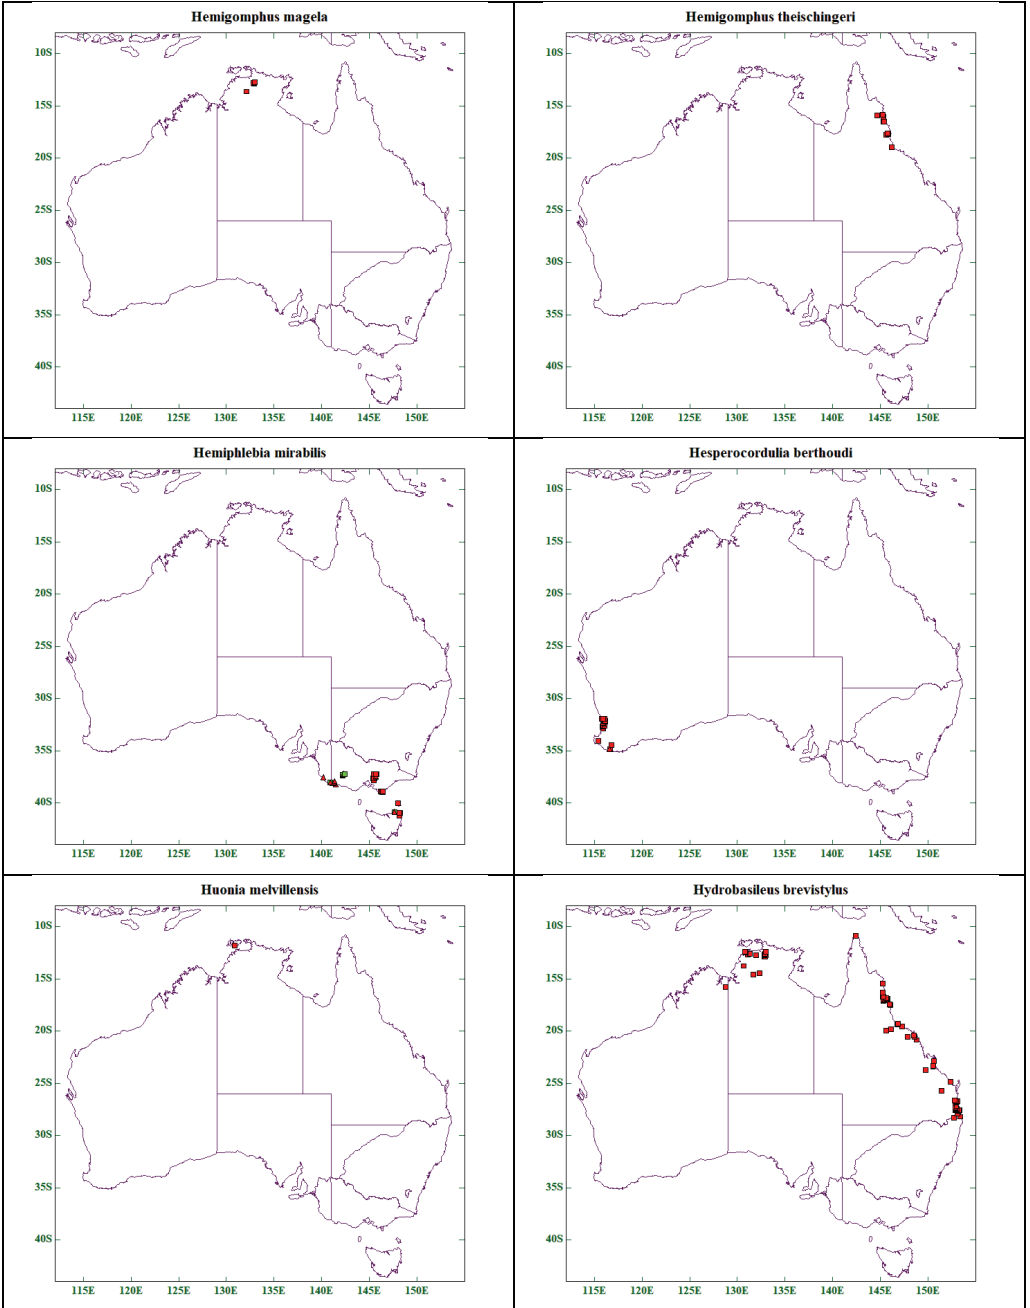 Hemigomphus magela
10S
15S
20S
25S
30S
35S
40S
115E 120E 125E 130E 135E 140E 145E 150E
Hemigomphus theischingeri
10S
15S
20S
25S
30S
35S
40S
115E 120E 125E 130E 135E 140E 145E 150E
Hemiphlebia mirabilis
10S
15S
20S
25S
30S
35S
40S
115E 120E 125E 130E 135E 140E 145E 150E
Hesperocordulia berthoudi
10S
15S
20S
25S
30S
35S
40S
115E 120E 125E 130E 135E 140E 145E 150E
Huonia melvillensis
10S
15S
20S
25S
30S
35S
40S
115E 120E 125E 130E 135E 140E 145E 150E
Hydrobasileus brevistylus
10S
15S
20S
25S
30S
35S
40S
115E 120E 125E 130E 135E 140E 145E 150E